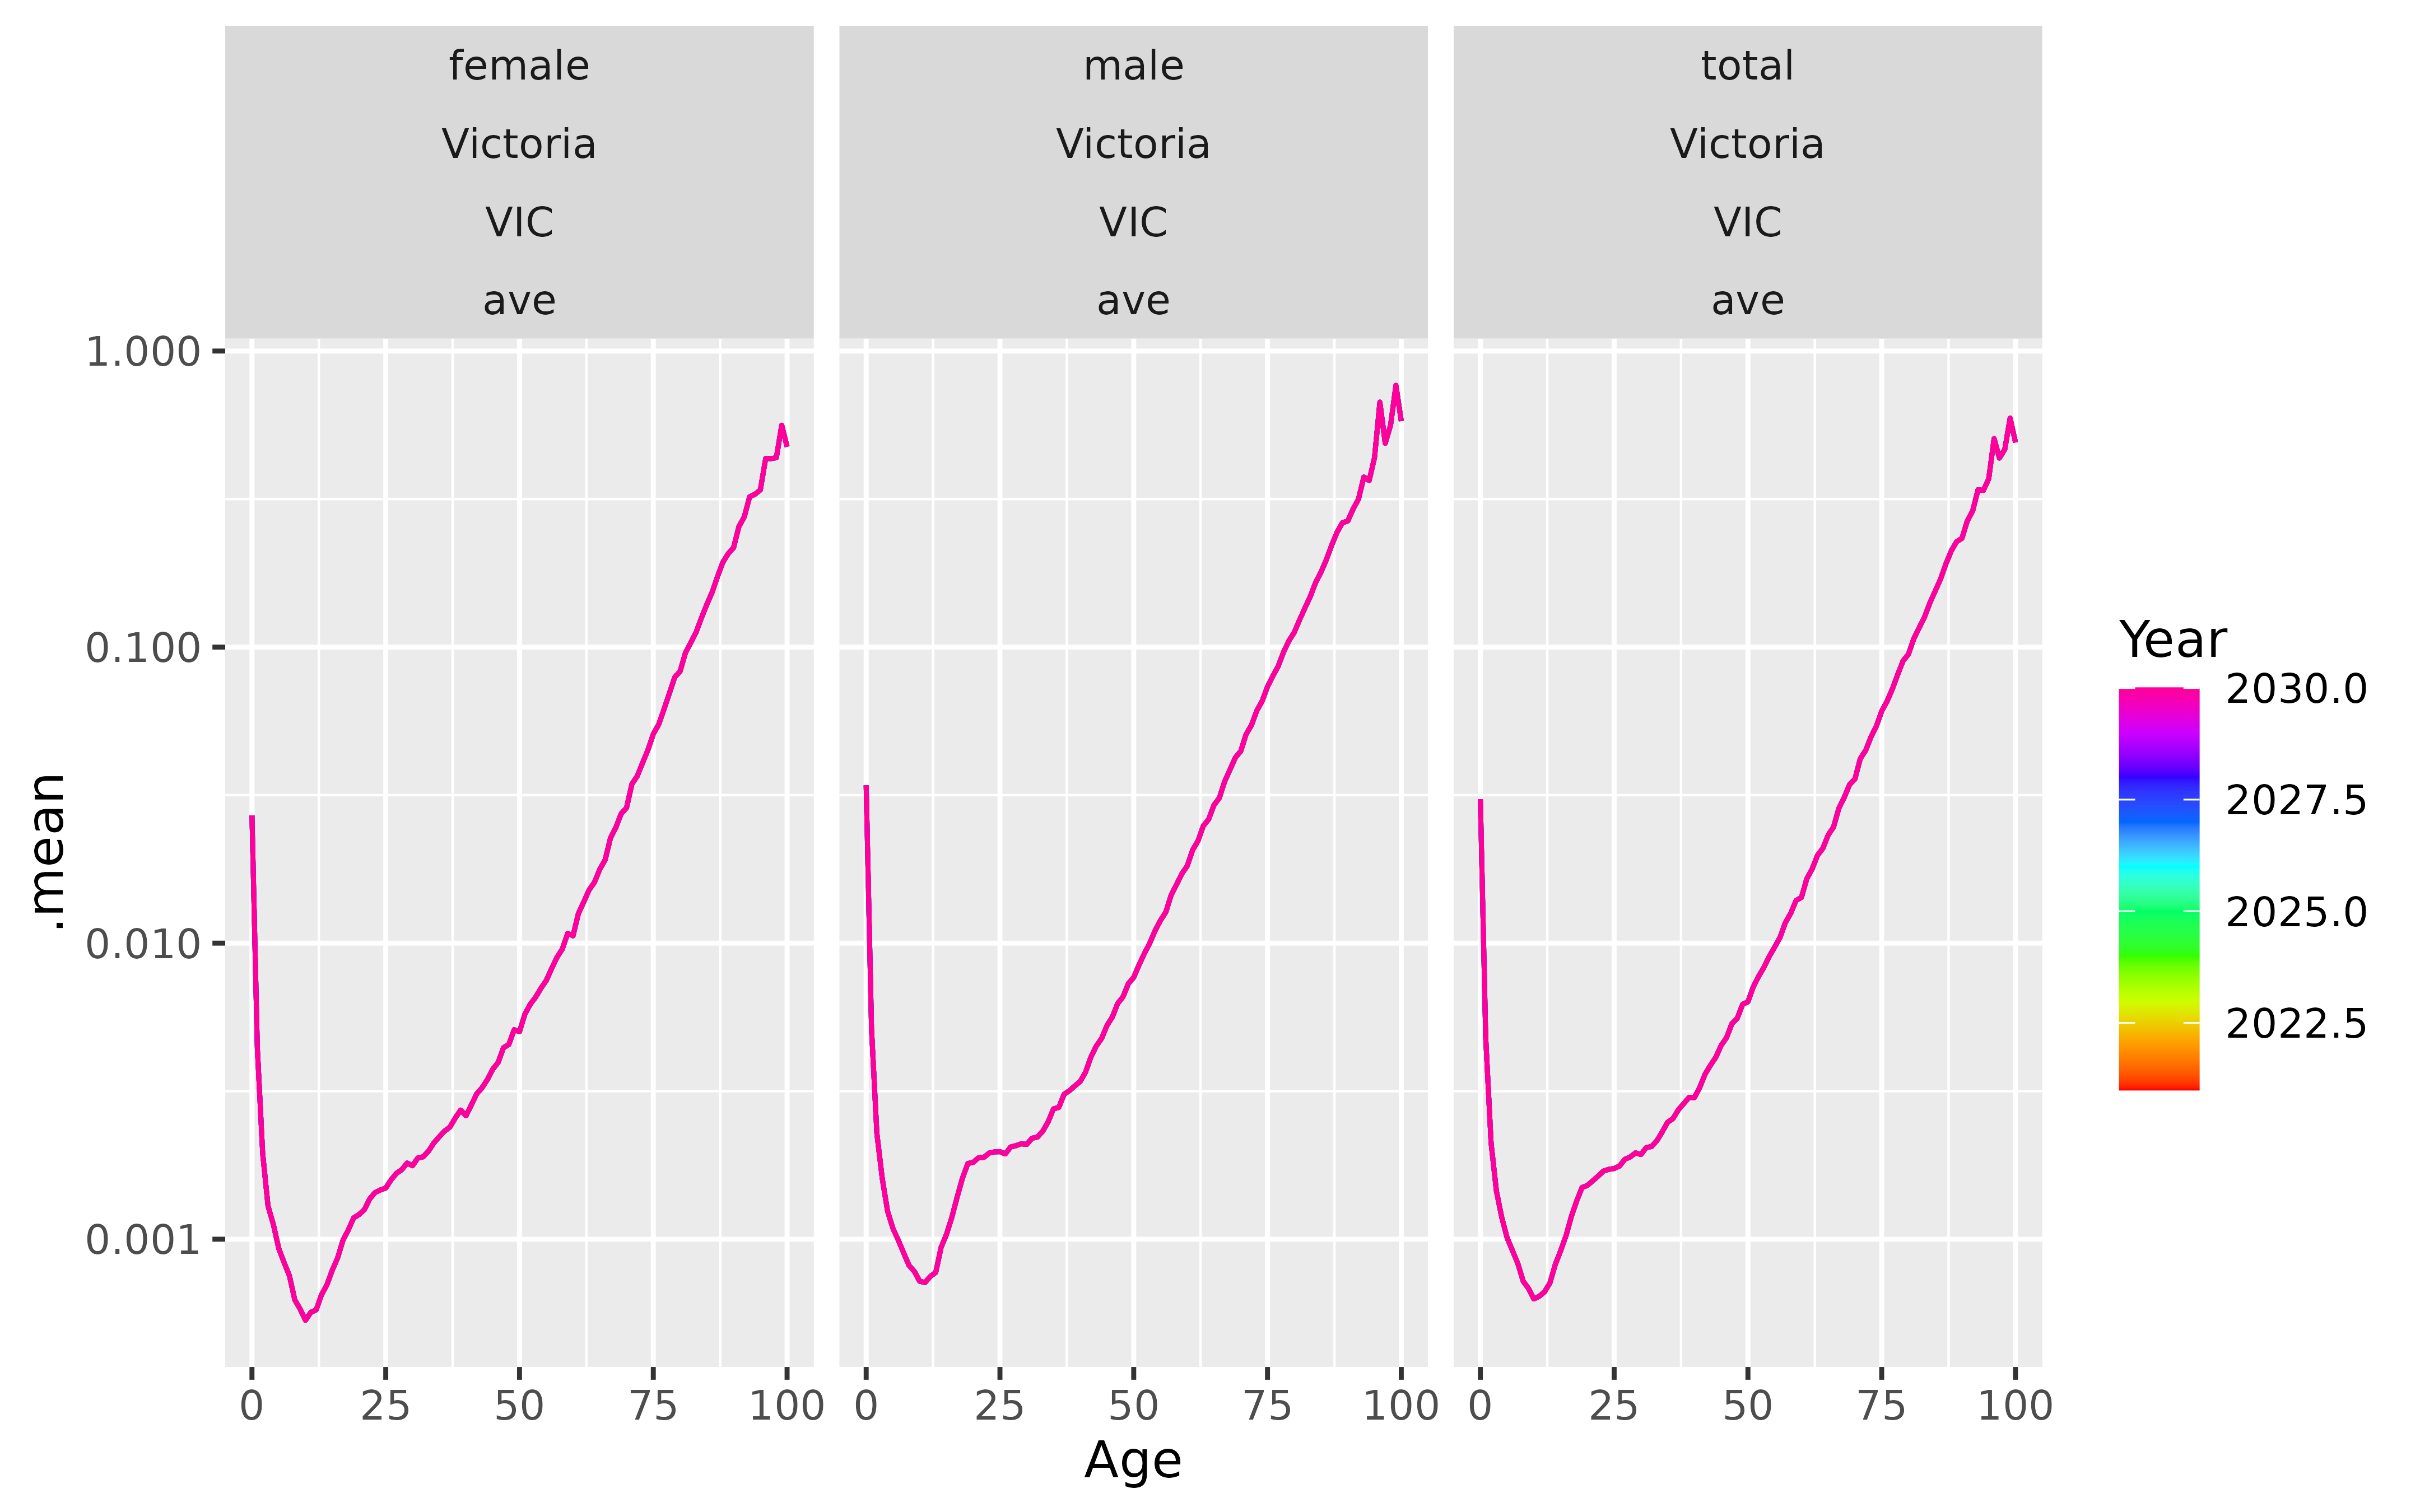 female male total
Victoria Victoria Victoria
VIC VIC VIC
ave ave ave
1.000
0.100
0.010
0.001
.mean
0 25 50 75 100 0 25 50 75 100 0 25 50 75 100
Age
Year
2030.0
2027.5
2025.0
2022.5